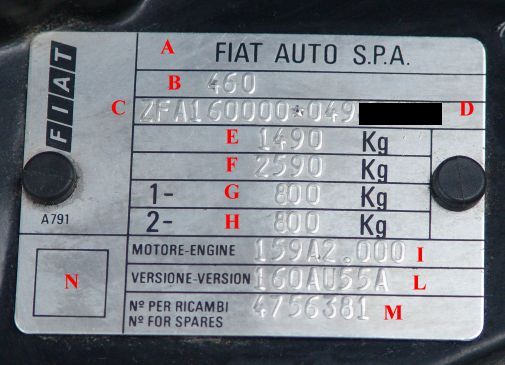 FIAT
A FIAT AUTO S.P.A.
B 460
C ZFA160000*049 D
E 1490 Kg
F 2590 Kg
1- G 800 Kg
2- H 800 Kg
A791
MOTORE-ENGINE 159A2.000 I
VERSIONE-VERSION 160AU55A L
Nº PER RICAMBI
Nº FOR SPARES 4756381 M
N